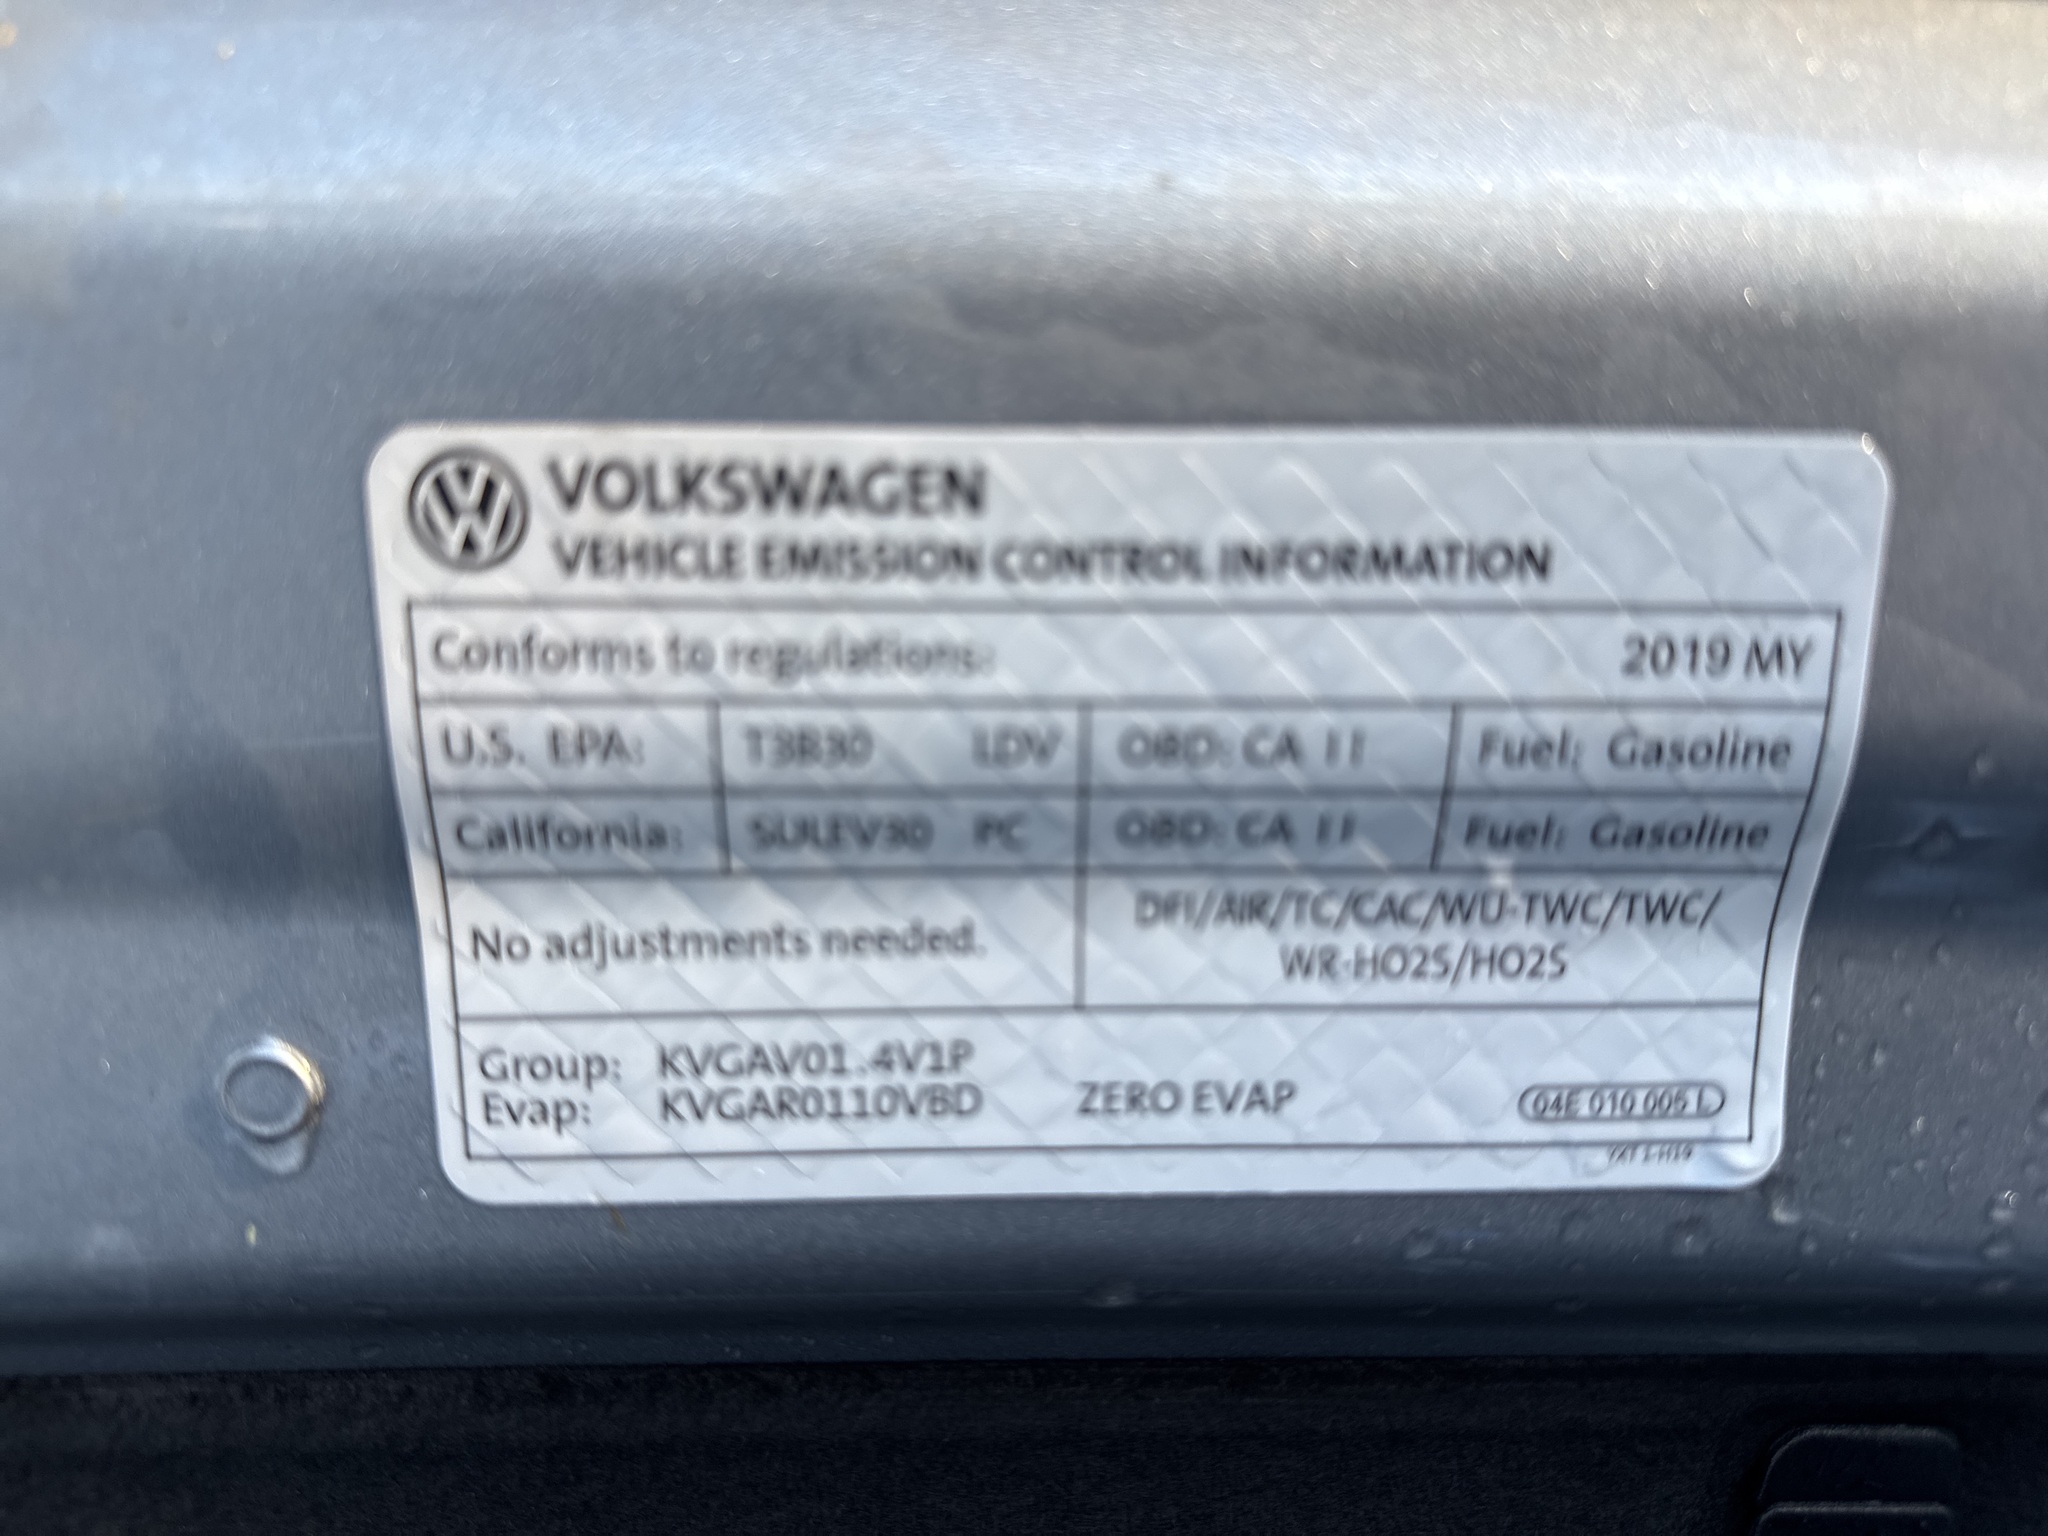 VOLKSWAGEN
VEHICLE EMISSION CONTROL INFORMATION
Conforms to regulations: 2019 MY
U.S. EPA: T3B30 LDV OBD: CA II Fuel: Gasoline
California: SULEV30 PC OBD: CA II Fuel: Gasoline
No adjustments needed.
DFI/AIR/TC/CAC/WU-TWC/TWC/
WR-HO2S/HO2S
Group: KVGAV01.4V1P
Evap: KVGAR0110VBD ZERO EVAP
04E 010 005 L